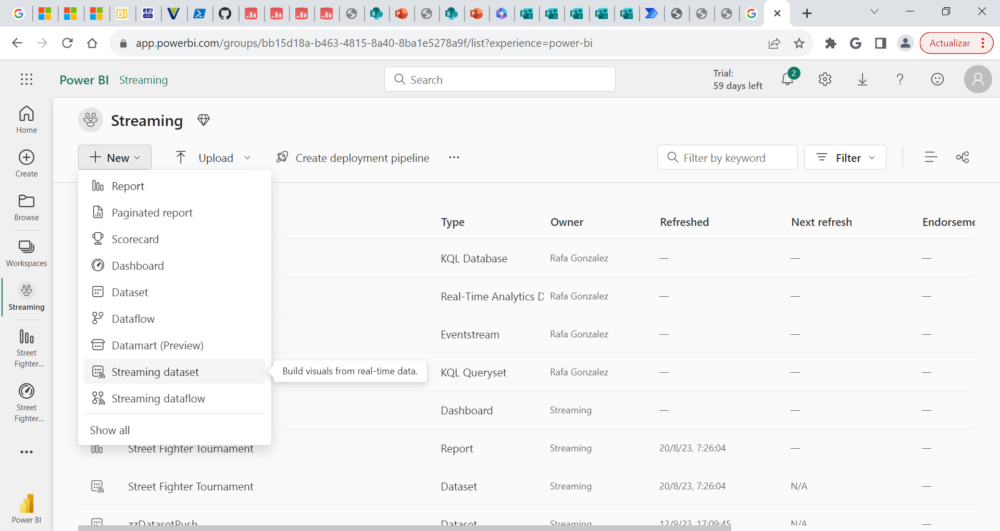 app.powerbi.com/groups/bb15d18a-b463-4815-8a40-8ba1e5278a9f/list?experience=power-bi
Actualizar
Power BI Streaming
Search
Trial:
59 days left
2
Home
Create
Browse
Workspaces
Streaming
Street
Fighter...
Street
Fighter...
Power BI
Streaming
New
Upload
Create deployment pipeline
Filter by keyword
Filter
Report
Paginated report
Scorecard
Dashboard
Dataset
Dataflow
Datamart (Preview)
Streaming dataset
Build visuals from real-time data.
Streaming dataflow
Show all
Type Owner Refreshed Next refresh Endorseme
KQL Database Rafa Gonzalez — — —
Real-Time Analytics D Rafa Gonzalez — — —
Eventstream Rafa Gonzalez — — —
KQL Queryset Rafa Gonzalez — — —
Dashboard Streaming — — —
Street Fighter Tournament Report Streaming 20/8/23, 7:26:04 — —
Street Fighter Tournament Dataset Streaming 20/8/23, 7:26:04 N/A —
zzDatasetPush Dataset Streaming 12/9/23, 17:09:45 N/A —